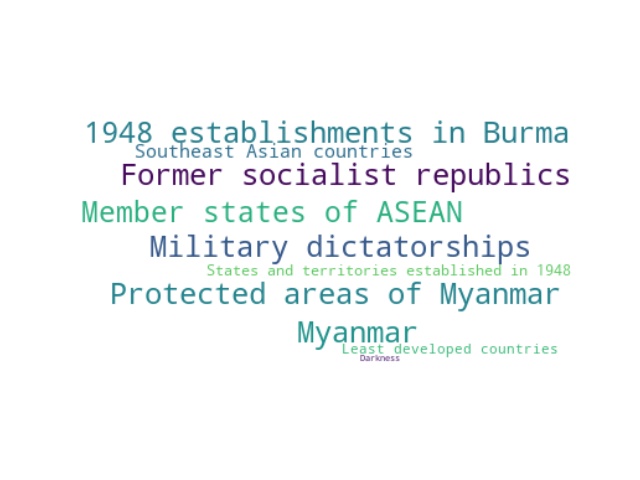 1948 establishments in Burma
Southeast Asian countries
Former socialist republics
Member states of ASEAN
Military dictatorships
States and territories established in 1948
Protected areas of Myanmar
Myanmar
Least developed countries
Darkness